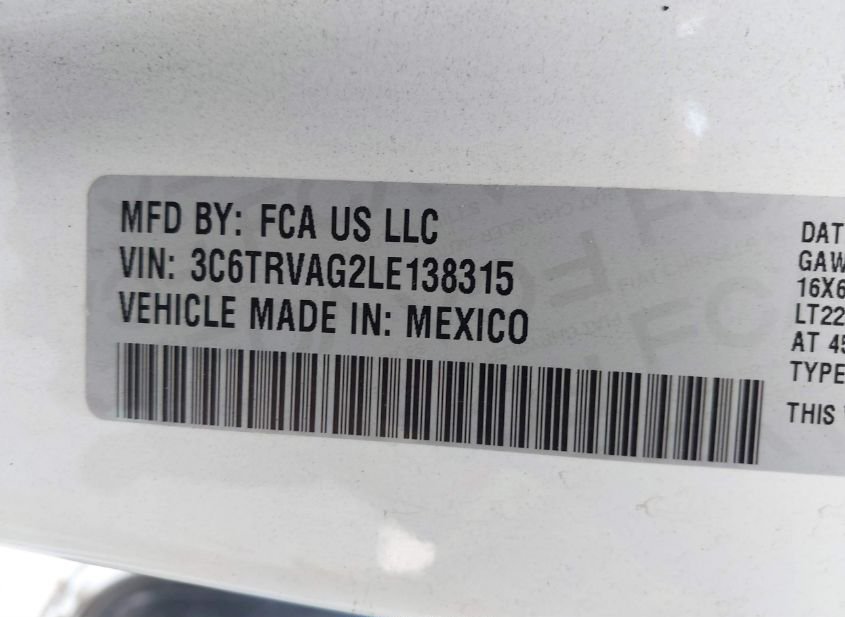 MFD BY: FCA US LLC
VIN: 3C6TRVAG2LE138315
VEHICLE MADE IN: MEXICO
DAT
GAW
16X6
LT22
AT 45
TYPE
THIS